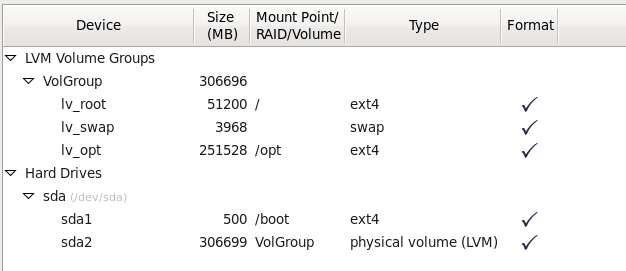 Device Size (MB) Mount Point/ RAID/Volume Type Format
LVM Volume Groups
VolGroup 306696
lv_root 51200 / ext4
lv_swap 3968 swap
lv_opt 251528 /opt ext4
Hard Drives
sda (/dev/sda)
sda1 500 /boot ext4
sda2 306699 VolGroup physical volume (LVM)